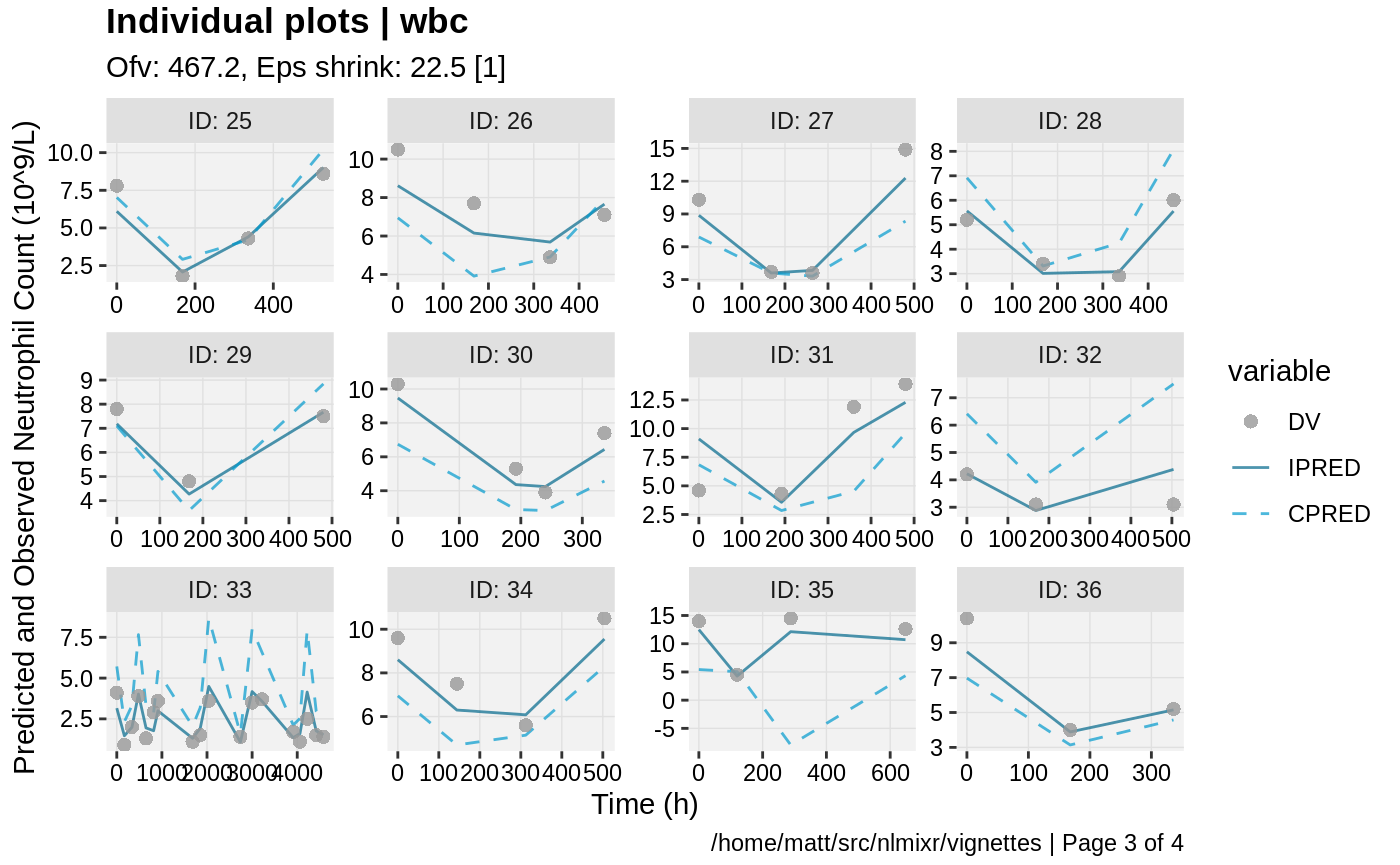 Individual plots | wbc
Ofv: 467.2, Eps shrink: 22.5 [1]
Predicted and Observed Neutrophil Count (10^9/L)
ID: 25
10.0
7.5
5.0
2.5
0 200 400
ID: 26
10
8
6
4
0 100 200 300 400
ID: 27
15
12
9
6
3
0 100 200 300 400 500
ID: 28
8
7
6
5
4
3
0 100 200 300 400
ID: 29
9
8
7
6
5
4
0 100 200 300 400 500
ID: 30
10
8
6
4
0 100 200 300
ID: 31
12.5
10.0
7.5
5.0
2.5
0 100 200 300 400 500
ID: 32
7
6
5
4
3
0 100 200 300 400 500
ID: 33
7.5
5.0
2.5
0 1000 2000 3000 4000
ID: 34
10
8
6
0 100 200 300 400 500
ID: 35
15
10
5
0
-5
0 200 400 600
ID: 36
9
7
5
3
0 100 200 300
Time (h)
variable
DV
IPRED
CPRED
/home/matt/src/nlmixr/vignettes | Page 3 of 4